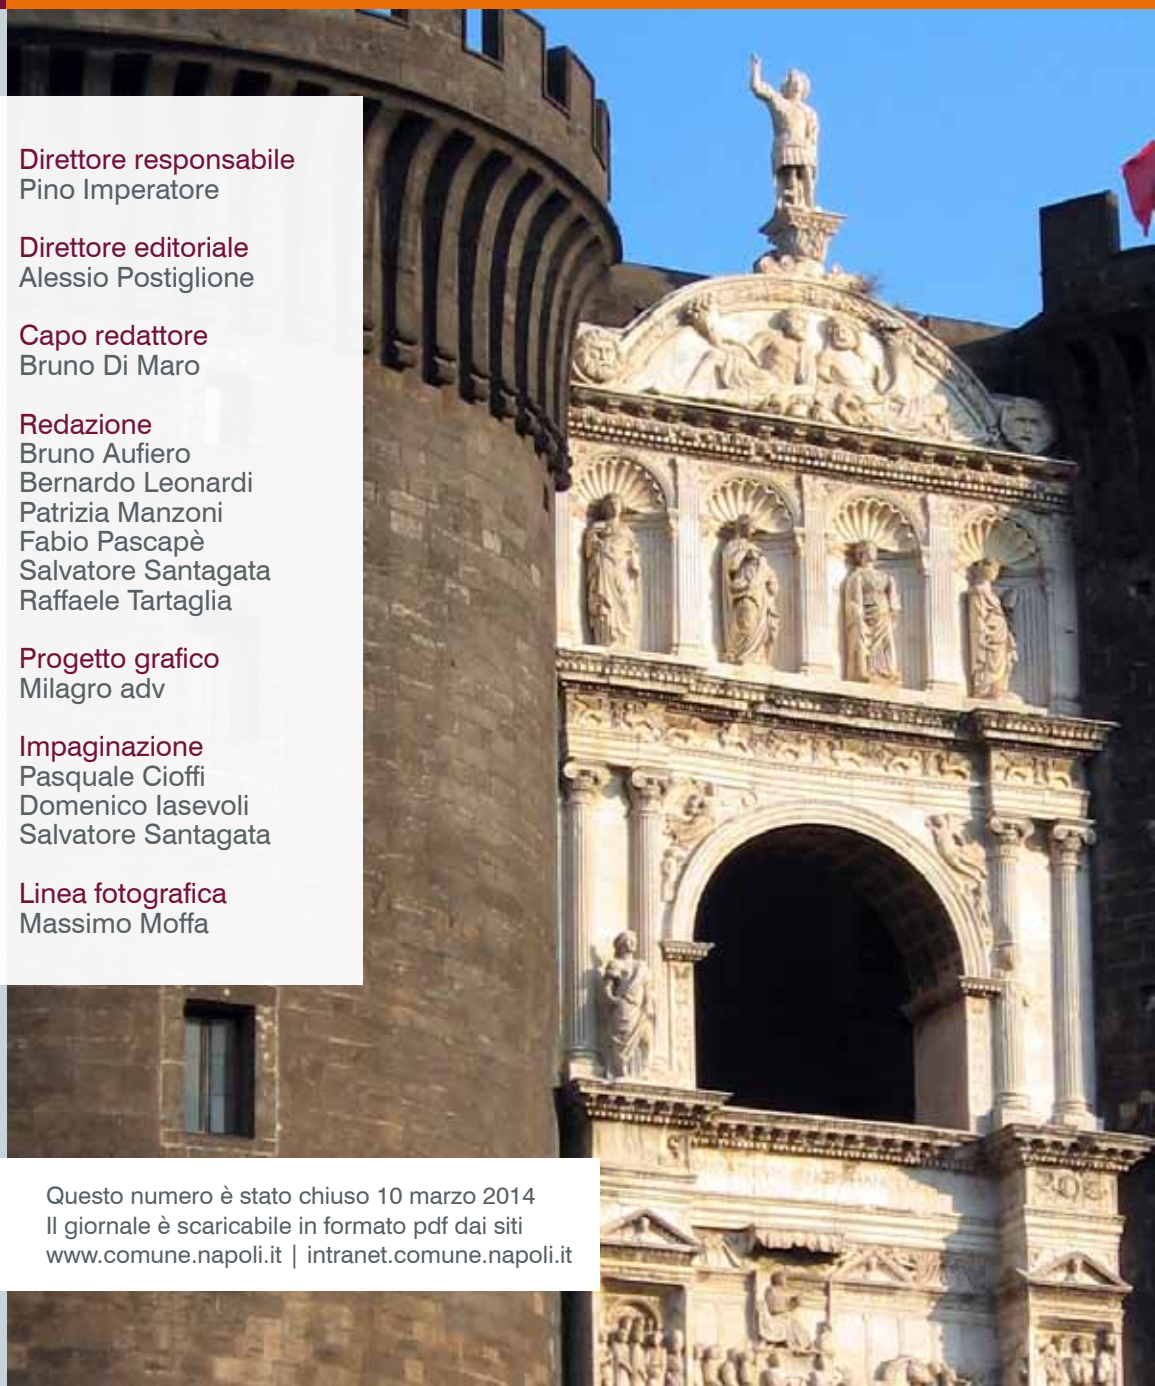 Direttore responsabile
Pino Imperatore
Direttore editoriale
Alessio Postiglione
Capo redattore
Bruno Di Maro
Redazione
Bruno Aufiero
Bernardo Leonardi
Patrizia Manzoni
Fabio Pascapè
Salvatore Santagata
Raffaele Tartaglia
Progetto grafico
Milagro adv
Impaginazione
Pasquale Cioffi
Domenico Iasevoli
Salvatore Santagata
Linea fotografica
Massimo Moffa
Questo numero è stato chiuso 10 marzo 2014
Il giornale è scaricabile in formato pdf dai siti
www.comune.napoli.it | intranet.comune.napoli.it